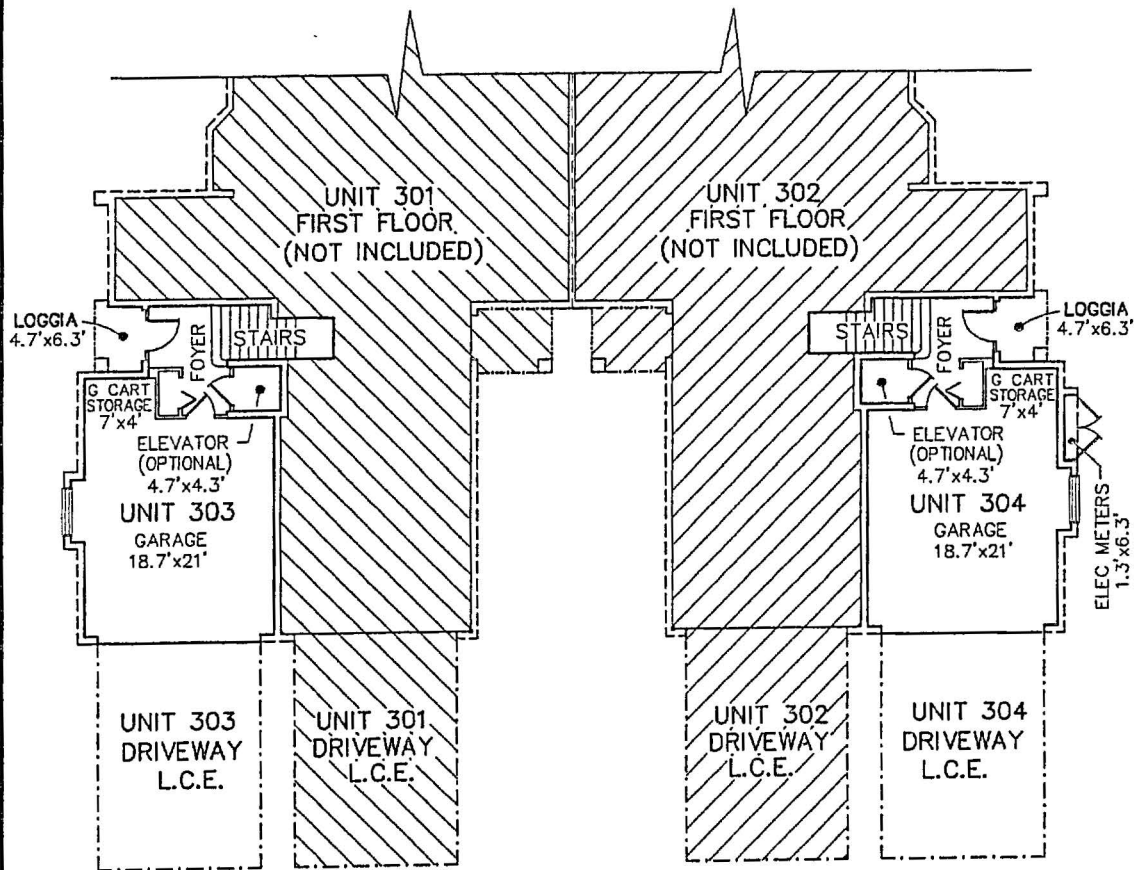 UNIT 301
FIRST FLOOR
(NOT INCLUDED)
UNIT 302
FIRST FLOOR
(NOT INCLUDED)
LOGGIA
4.7'x6.3'
FOYER
STAIRS
STAIRS
FOYER
LOGGIA
4.7'x6.3'
G CART
STORAGE
7'x4'
G CART
STORAGE
7'x4'
ELEVATOR
(OPTIONAL)
4.7'x4.3'
ELEVATOR
(OPTIONAL)
4.7'x4.3'
UNIT 303
GARAGE
18.7'x21'
UNIT 304
GARAGE
18.7'x21'
ELEC METERS
1.3'x6.3'
UNIT 303
DRIVEWAY
L.C.E.
UNIT 301
DRIVEWAY
L.C.E.
UNIT 302
DRIVEWAY
L.C.E.
UNIT 304
DRIVEWAY
L.C.E.